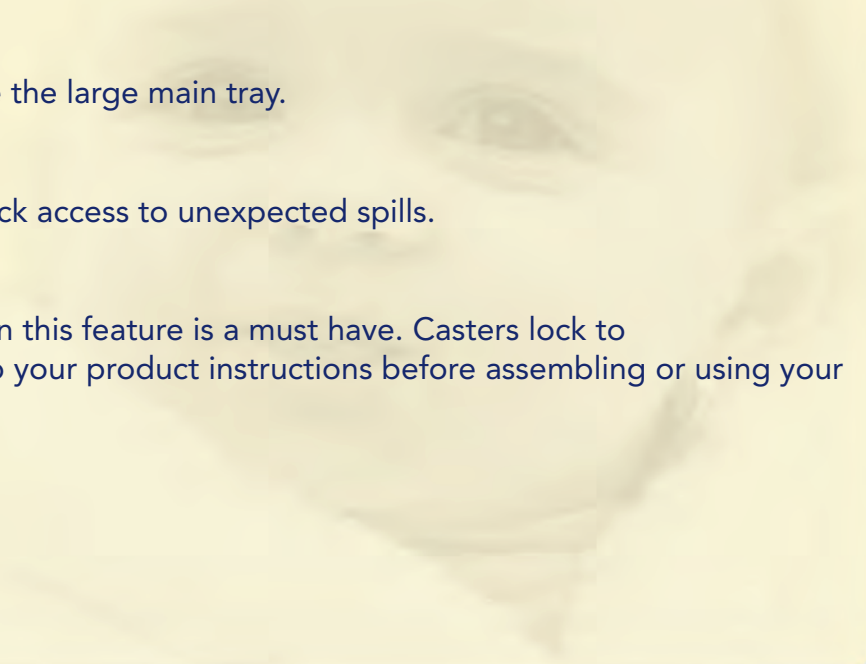 the large main tray.
ck access to unexpected spills.
n this feature is a must have. Casters lock to
your product instructions before assembling or using your